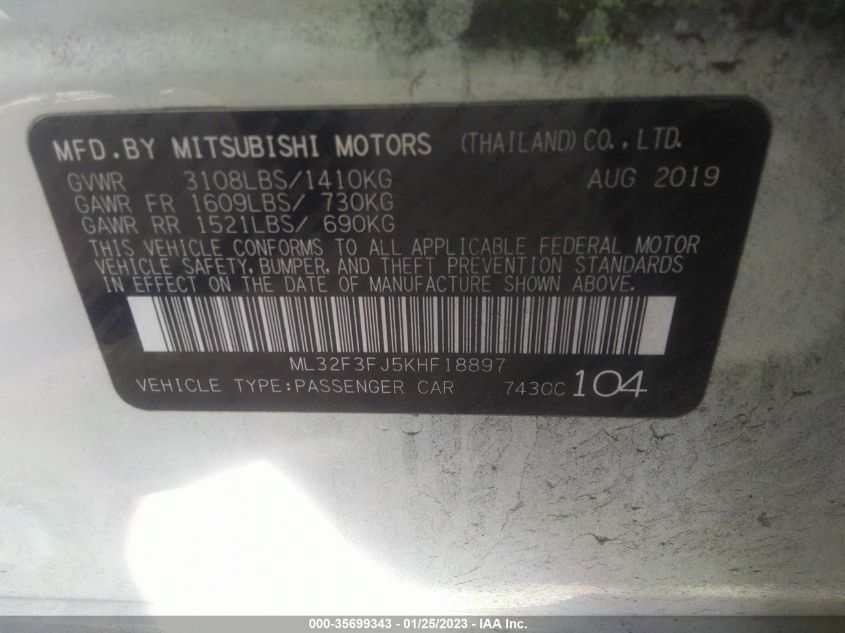 MFD.BY MITSUBISHI MOTORS (THAILAND)CO.,LTD.
GVWR 3108LBS/1410KG AUG 2019
GAWR FR 1609LBS/ 730KG
GAWR RR 1521LBS/ 690KG
THIS VEHICLE CONFORMS TO ALL APPLICABLE FEDERAL MOTOR
VEHICLE SAFETY, BUMPER, AND THEFT PREVENTION STANDARDS
IN EFFECT ON THE DATE OF MANUFACTURE SHOWN ABOVE.
ML32F3FJ5KHF18897
VEHICLE TYPE:PASSENGER CAR 7430C 104
000-35699343 - 01/25/2023 - IAA Inc.